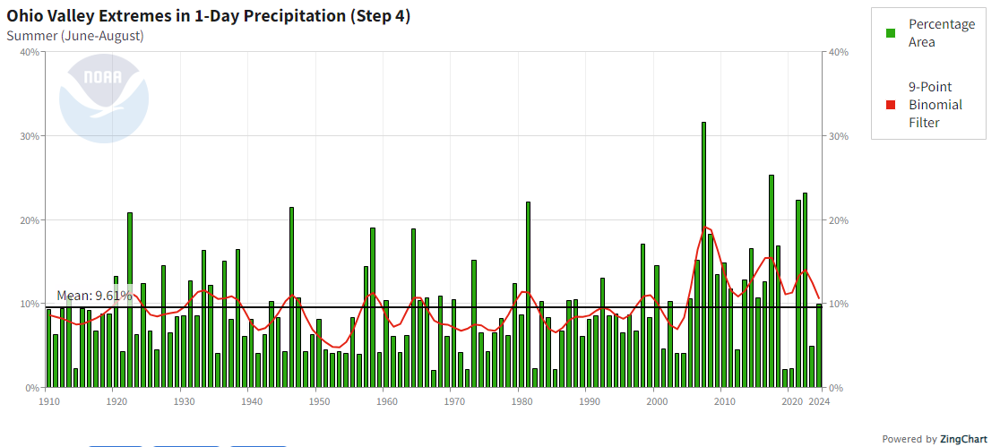 Ohio Valley Extremes in 1-Day Precipitation (Step 4)
Summer (June-August)
40%
40%
NOAA
30%
30%
20%
20%
Mean: 9.61%
10%
10%
0%
0%
1910
1920
1930
1940
1950
1960
1970
1980
1990
2000
2010
2020
2024
Percentage
Area
9-Point
Binomial
Filter
Powered by ZingChart